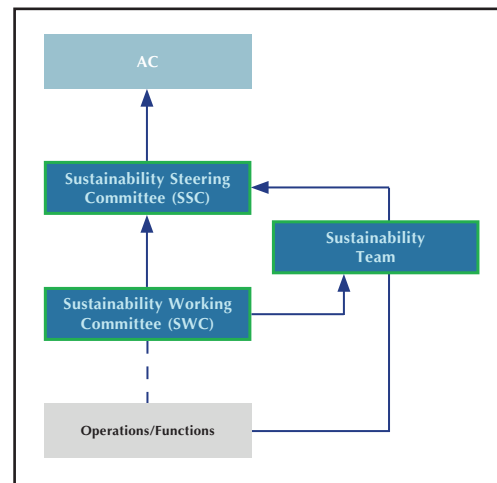 AC
Sustainability Steering
Committee (SSC)
Sustainability
Team
Sustainability Working
Committee (SWC)
Operations/Functions